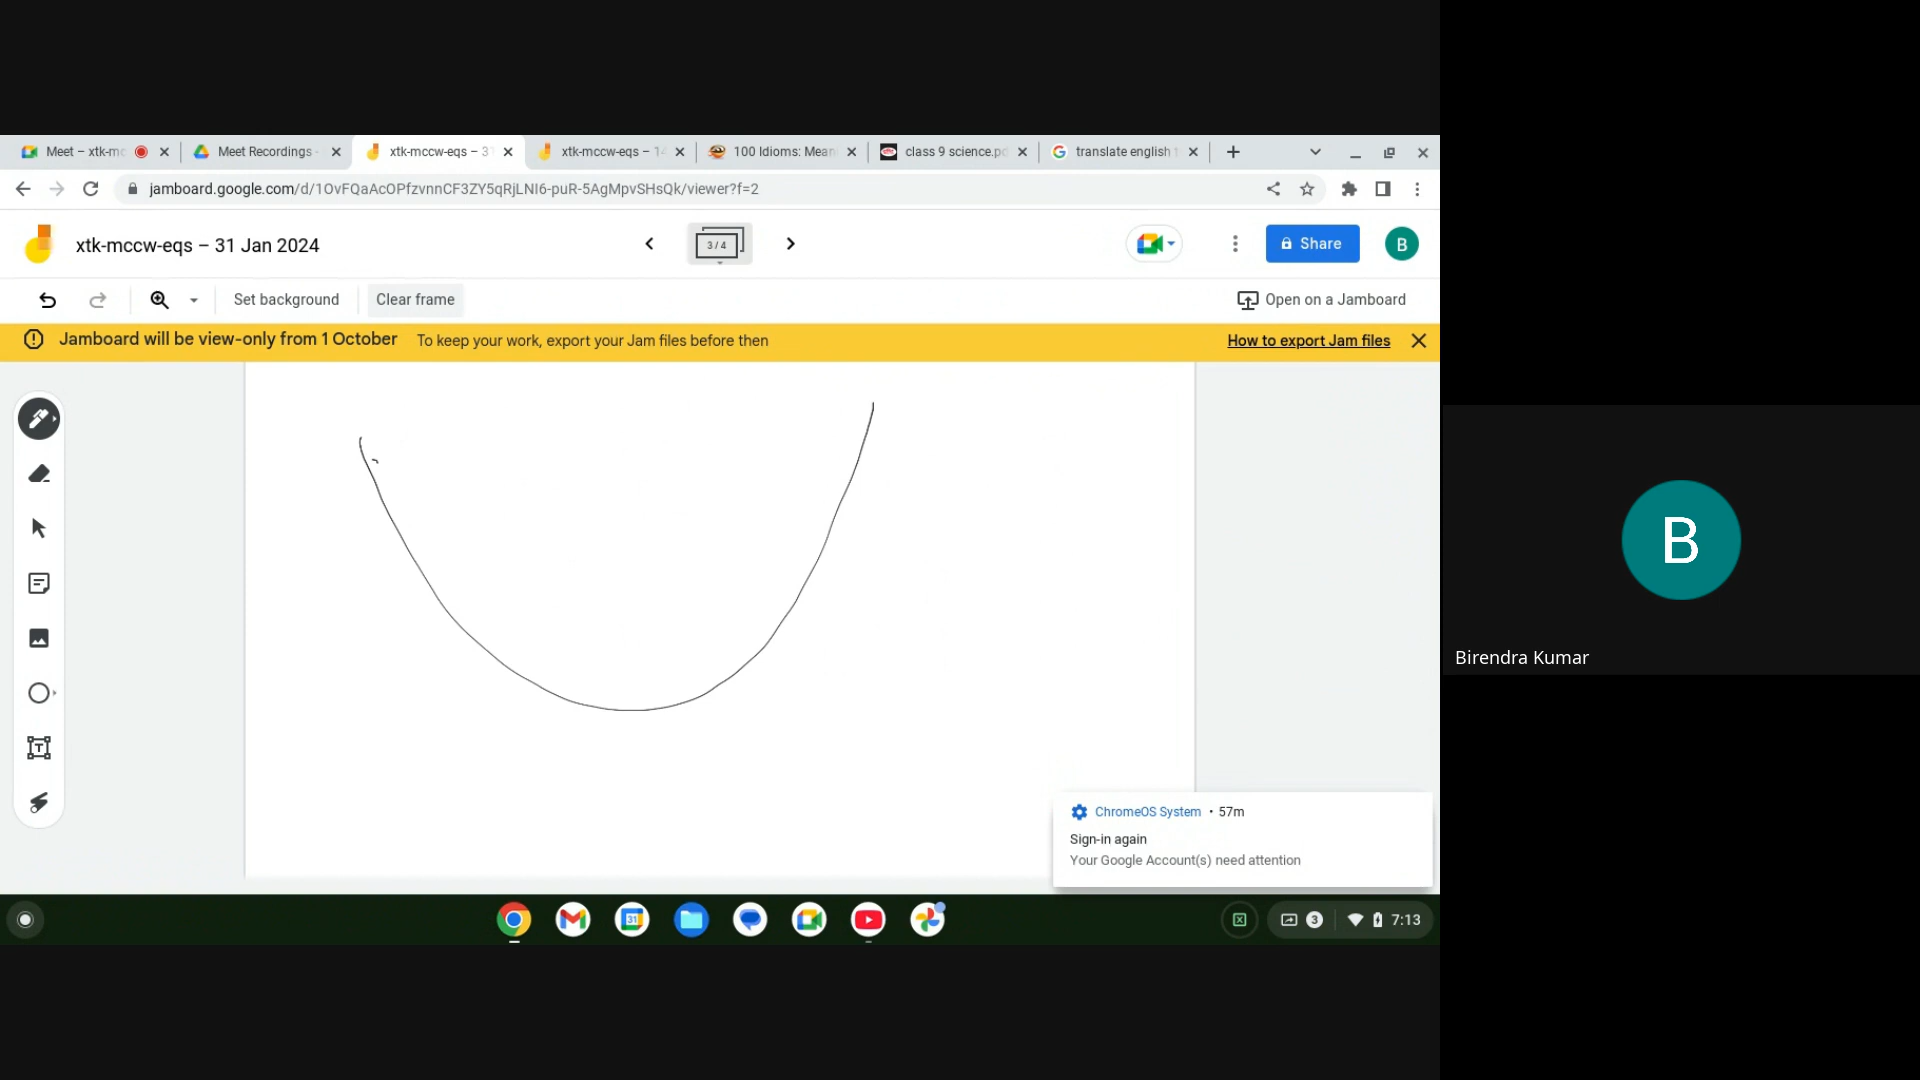 Meet – xtk-mc
Meet Recordings -
xtk-mccw-eqs – 31
xtk-mccw-eqs – 14
100 Idioms: Mean
class 9 science.pd
translate english
jamboard.google.com/d/1OvFQaAcOPfzvnnCF3ZY5qRjLNI6-puR-5AgMpvSHsQk/viewer?f=2
xtk-mccw-eqs – 31 Jan 2024
3 / 4
Share
B
Set background
Clear frame
Open on a Jamboard
Jamboard will be view-only from 1 October
To keep your work, export your Jam files before then
How to export Jam files
B
Birendra Kumar
ChromeOS System • 57m
Sign-in again
Your Google Account(s) need attention
31
3
7:13